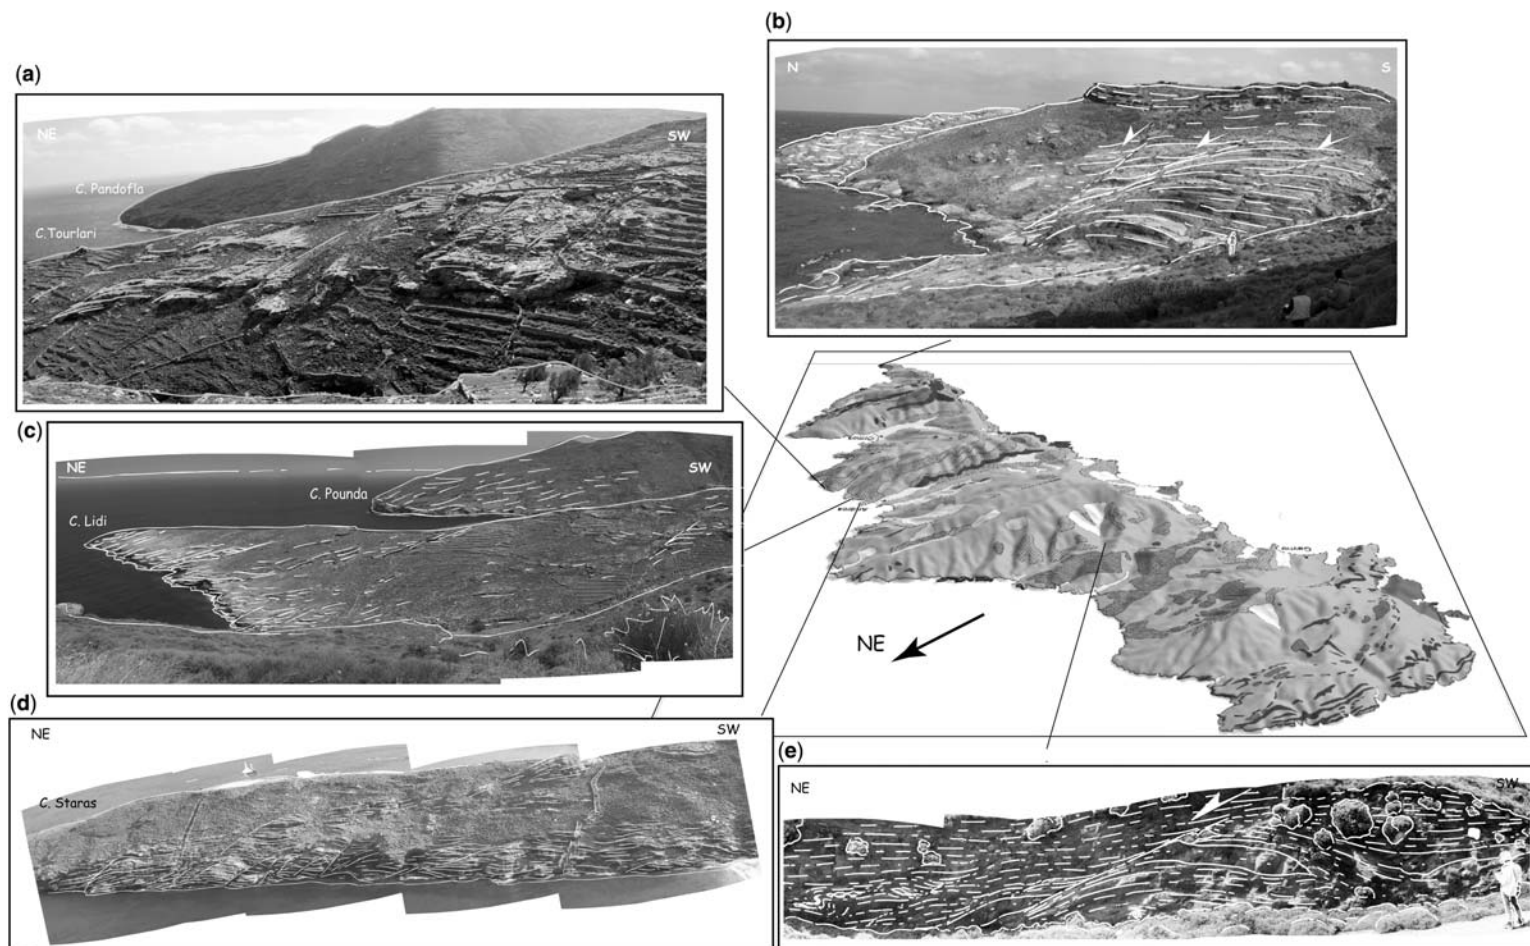 (a)
NE
SW
C. Pandofla
C.Tourlari
(b)
N
S
(c)
NE
SW
C. Pounda
C. Lidi
NE
(d)
NE
SW
C. Staras
(e)
NE
SW